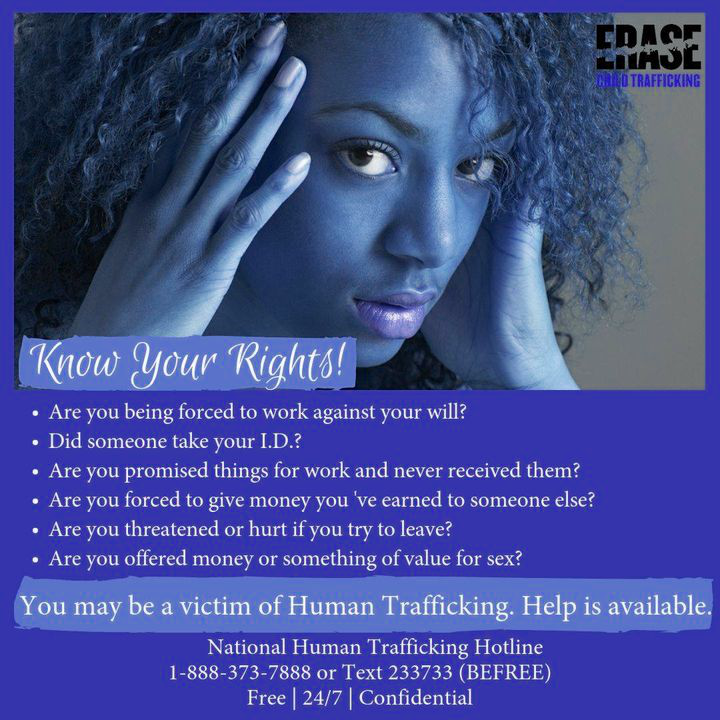 ERASE
CHILD TRAFFICKING
Know Your Rights!
• Are you being forced to work against your will?
• Did someone take your I.D.?
• Are you promised things for work and never received them?
• Are you forced to give money you 've earned to someone else?
• Are you threatened or hurt if you try to leave?
• Are you offered money or something of value for sex?
You may be a victim of Human Trafficking. Help is available.
National Human Trafficking Hotline
1-888-373-7888 or Text 233733 (BEFREE)
Free | 24/7 | Confidential